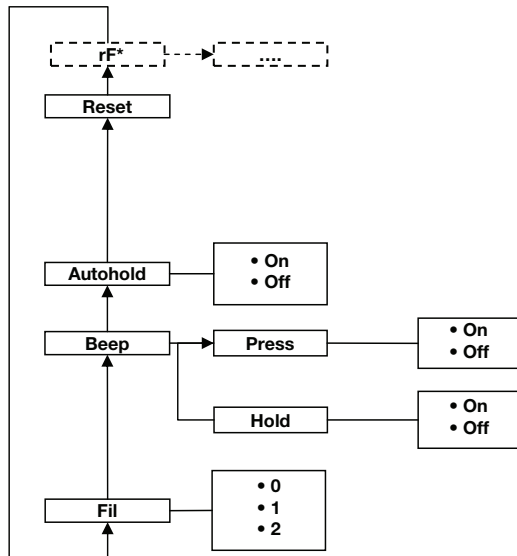 rF*
....
Reset
Autohold
• On
• Off
Beep
Press
• On
• Off
Hold
• On
• Off
Fil
• 0
• 1
• 2